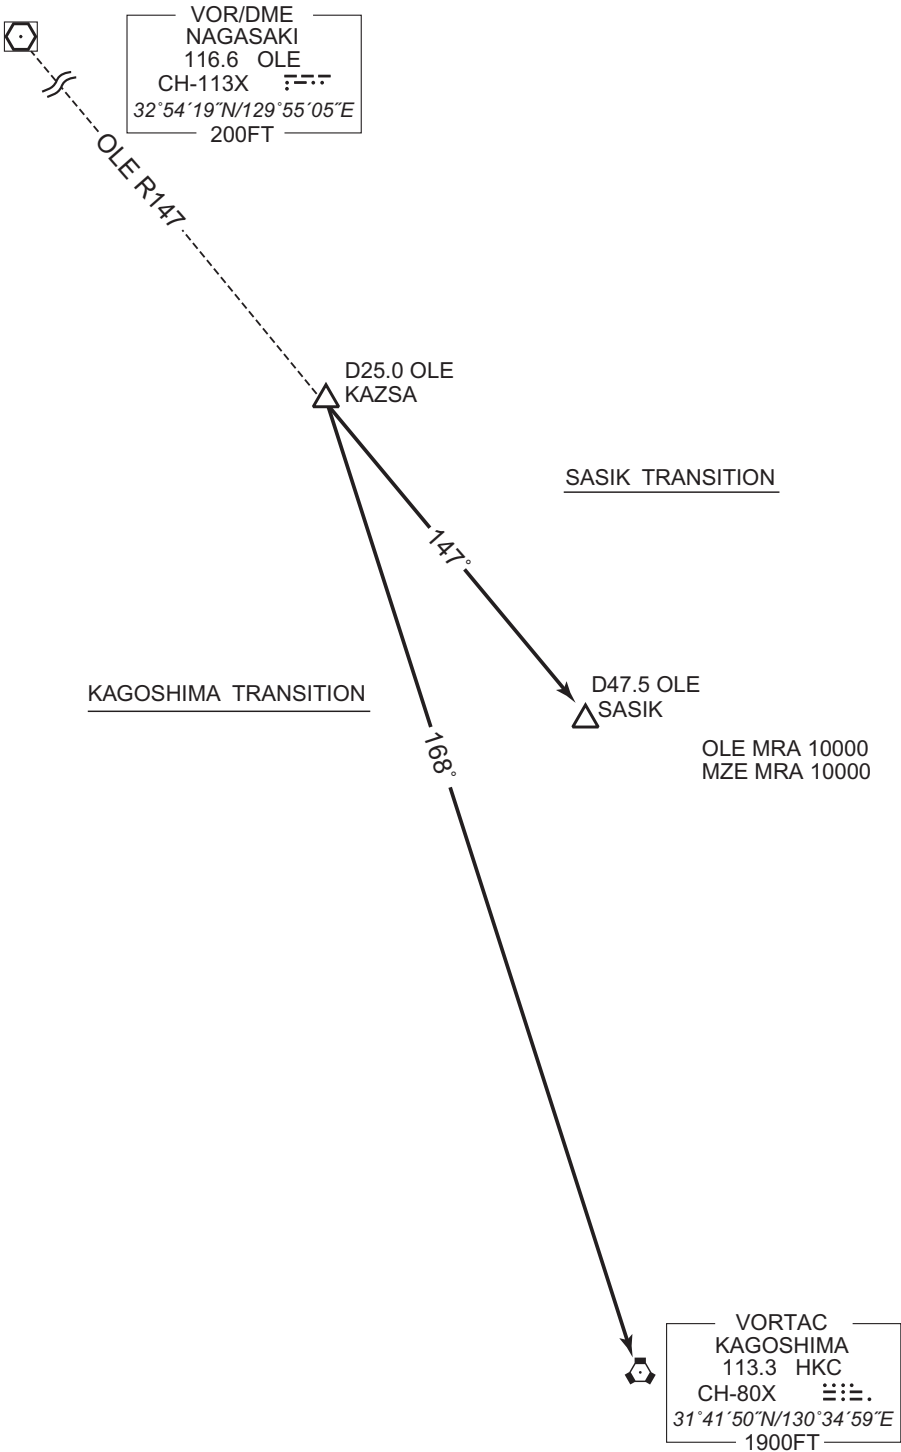 VOR/DME
NAGASAKI
116.6 OLE
CH-113X
32°54´19˝N/129°55´05˝E
200FT
OLE R147
D25.0 OLE
KAZSA
SASIK TRANSITION
147°
KAGOSHIMA TRANSITION
D47.5 OLE
SASIK
168°
OLE MRA 10000
MZE MRA 10000
VORTAC
KAGOSHIMA
113.3 HKC
CH-80X
31°41´50˝N/130°34´59˝E
1900FT